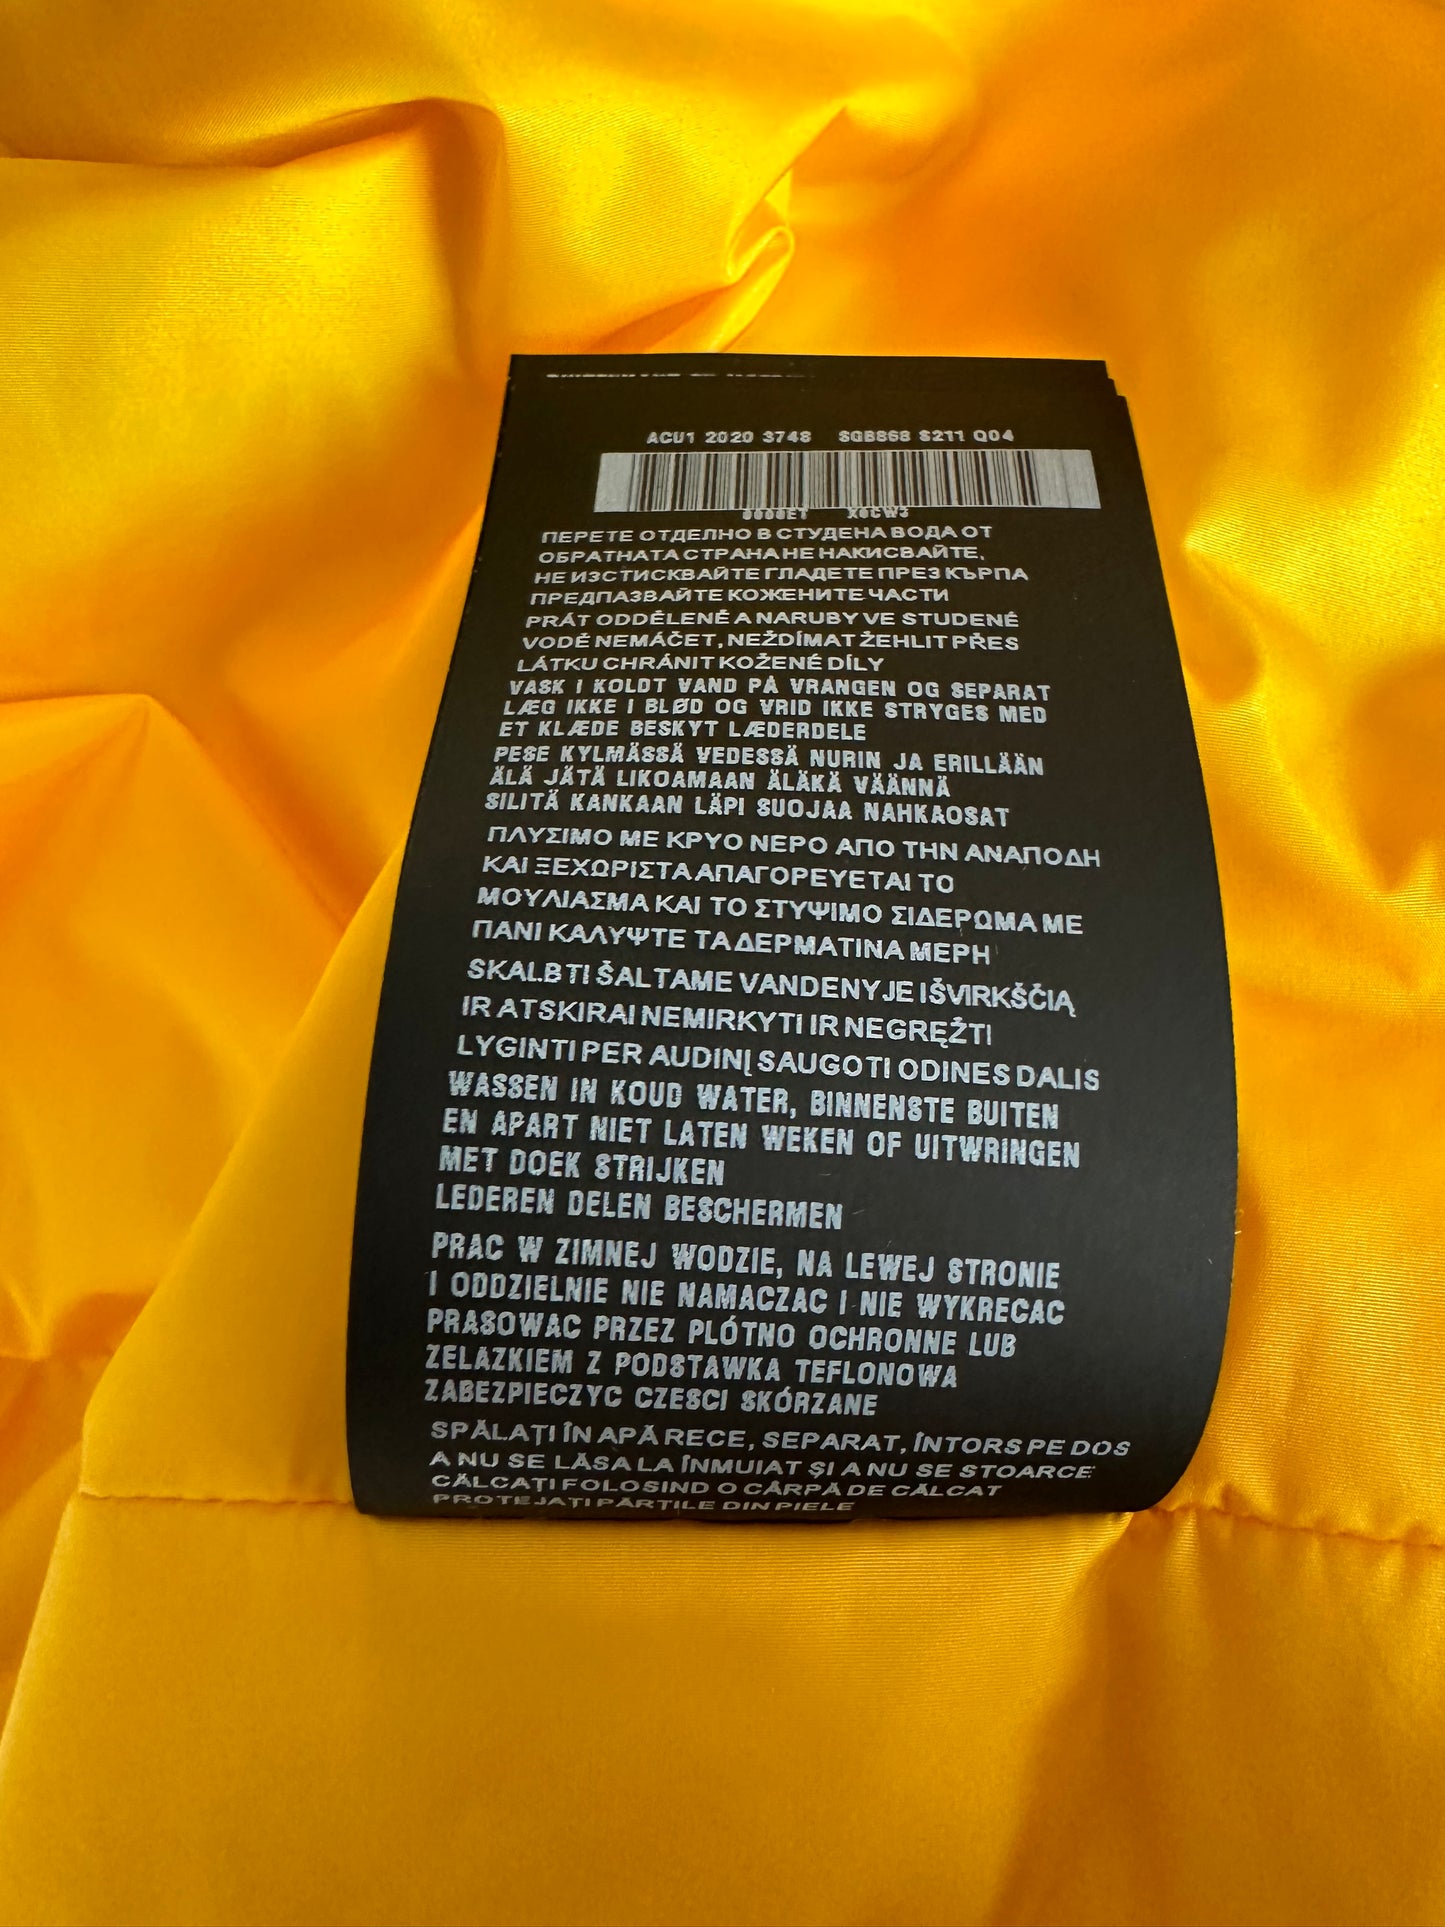 ACU1 2020 3748 SGB868 S211 Q04
ПЕРЕТЕ ОТДЕЛНО В СТУДЕНА ВОДА ОТ
ОБРАТНАТА СТРАНА НЕ НАКИСВАЙТЕ,
НЕ ИЗСТИСКВАЙТЕ ГЛАДЕТЕ ПРЕЗ КЪРПА
ПРЕДПАЗВАЙТЕ КОЖЕНИТЕ ЧАСТИ
PRÁT ODDĚLENĚ A NARUBY VE STUDENÉ
VODĚ NEMÁČET, NEŽDÍMAT ŽEHLIT PŘES
LÁTKU CHRÁNIT KOŽENÉ DÍLY
VASK I KOLDT VAND PÅ VRANGEN OG SEPARAT
LÆG IKKE I BLØD OG VRID IKKE STRYGES MED
ET KLÆDE BESKYT LÆDERDELE
PESE KYLMÄSSÄ VEDESSÄ NURIN JA ERILLÄÄN
ÄLÄ JÄTÄ LIKOAMAAN ÄLÄKÄ VÄÄNNÄ
SILITÄ KANKAAN LÄPI SUOJAA NAHKAOSAT
ΠΛΥΣΙΜΟ ΜΕ ΚΡΥΟ ΝΕΡΟ ΑΠΟ ΤΗΝ ΑΝΑΠΟΔΗ
ΚΑΙ ΞΕΧΩΡΙΣΤΑ ΑΠΑΓΟΡΕΥΕΤΑΙ ΤΟ
ΜΟΥΛΙΑΣΜΑ ΚΑΙ ΤΟ ΣΤΥΨΙΜΟ ΣΙΔΕΡΩΜΑ ΜΕ
ΠΑΝΙ ΚΑΛΥΨΤΕ ΤΑ ΔΕΡΜΑΤΙΝΑ ΜΕΡΗ
SKALBTI ŠALTAME VANDENYJE IŠVIRKŠČIĄ
IR ATSKIRAI NEMIRKYTI IR NEGRĘŽTI
LYGINTI PER AUDINĮ SAUGOTI ODINES DALIS
WASSEN IN KOUD WATER, BINNENSTE BUITEN
EN APART NIET LATEN WEKEN OF UITWRINGEN
MET DOEK STRIJKEN
LEDEREN DELEN BESCHERMEN
PRAC W ZIMNEJ WODZIE, NA LEWEJ STRONIE
I ODDZIELNIE NIE NAMACZAC I NIE WYKRECAC
PRASOWAC PRZEZ PLÓTNO OCHRONNE LUB
ZELAZKIEM Z PODSTAWKA TEFLONOWA
ZABEZPIECZYC CZESCI SKÓRZANE
SPĂLAȚI ÎN APĂ RECE, SEPARAT, ÎNTORS PE DOS
A NU SE LĂSA LA ÎNMUIAT ȘI A NU SE STOARCE
CĂLCAȚI FOLOSIND O CÂRPĂ DE CĂLCAT
PROTEJAȚI PĂRȚILE DIN PIELE